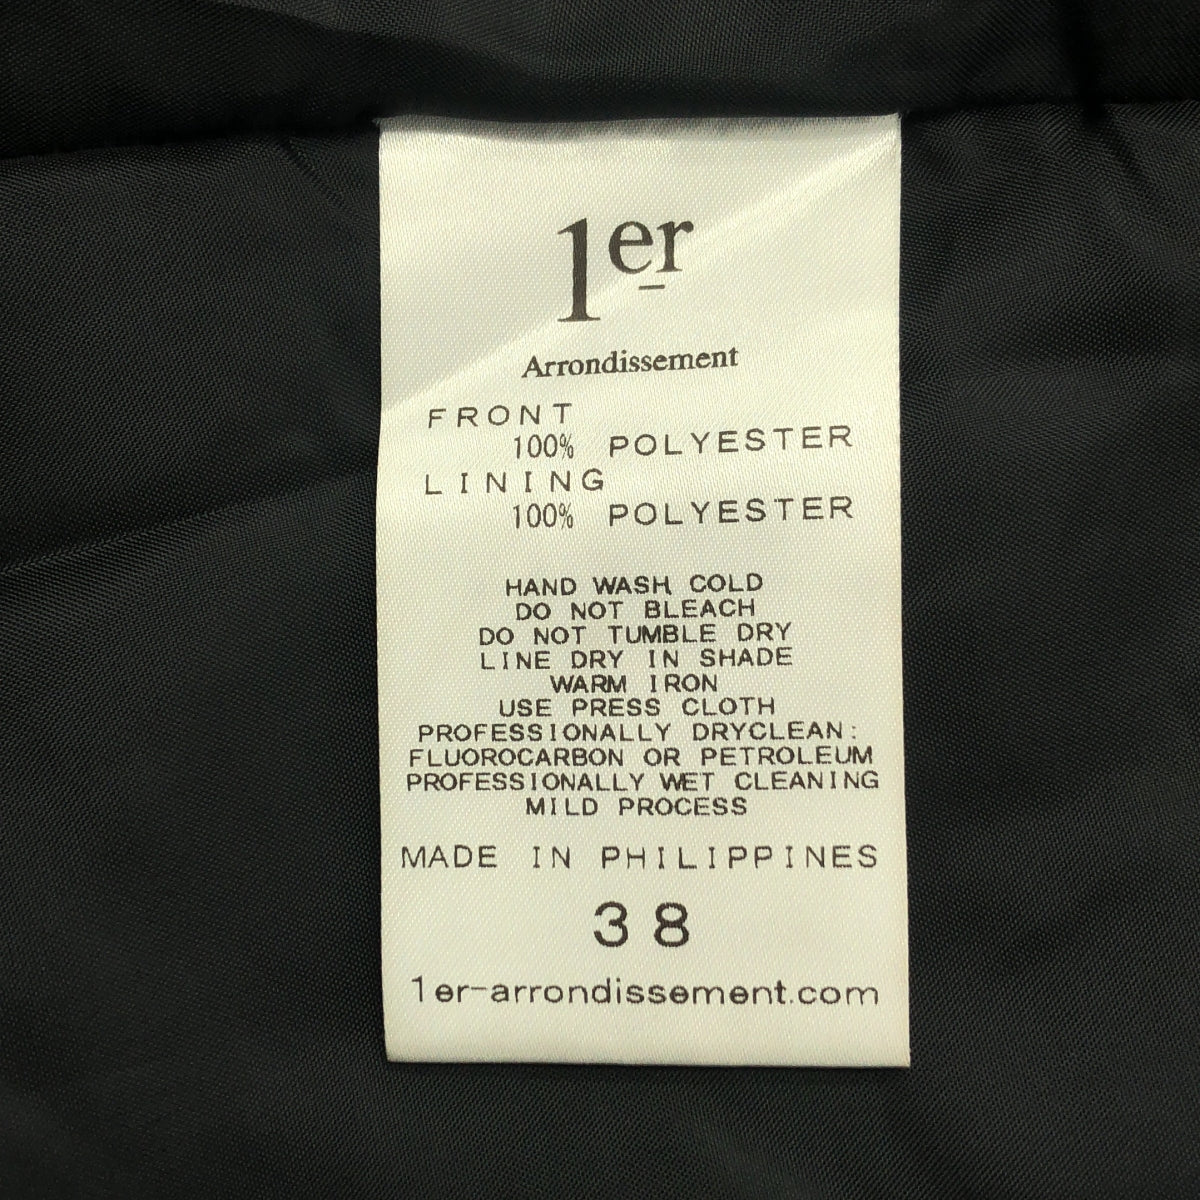 1er
Arrondissement
FRONT
100% POLYESTER
LINING
100% POLYESTER
HAND WASH COLD
DO NOT BLEACH
DO NOT TUMBLE DRY
LINE DRY IN SHADE
WARM IRON
USE PRESS CLOTH
PROFESSIONALLY DRYCLEAN:
FLUOROCARBON OR PETROLEUM
PROFESSIONALLY WET CLEANING
MILD PROCESS
MADE IN PHILIPPINES
38
1er-arrondissement.com